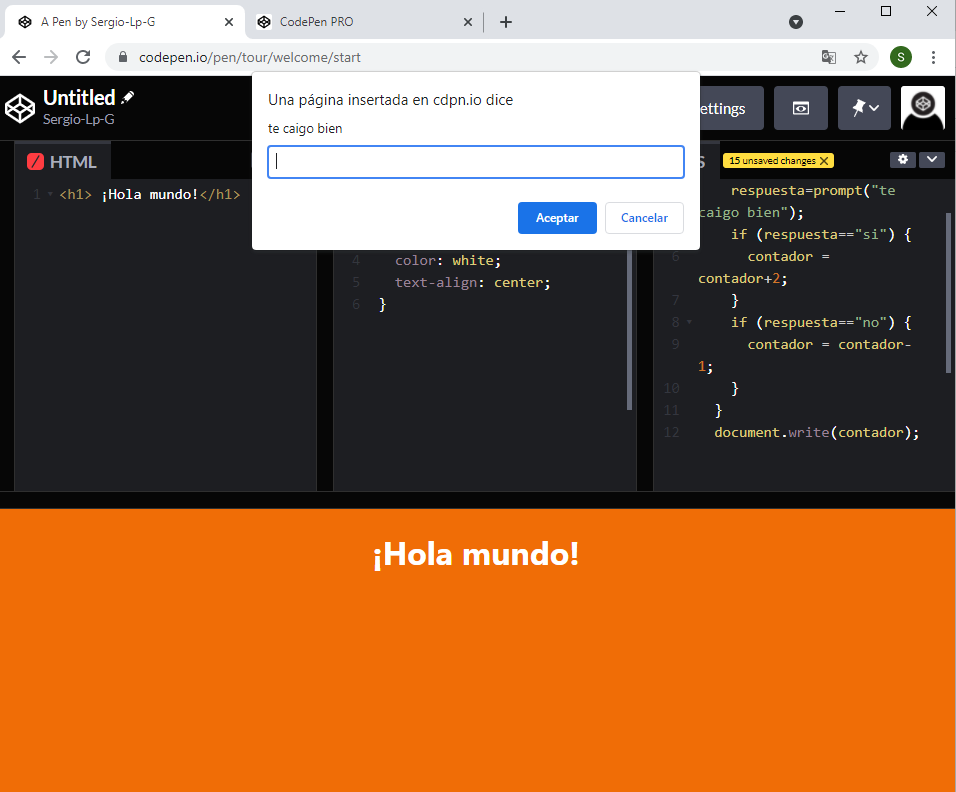 A Pen by Sergio-Lp-G
CodePen PRO
codepen.io/pen/tour/welcome/start
S
Untitled
Sergio-Lp-G
ettings
Una página insertada en cdpn.io dice
te caigo bien
Aceptar
Cancelar
HTML
1 <h1> ¡Hola mundo!</h1>
4 color: white;
5 text-align: center;
6 }
S
15 unsaved changes X
respuesta=prompt("te
caigo bien");
if (respuesta=="si") {
6 contador =
contador+2;
7 }
8 if (respuesta=="no") {
9 contador = contador-
1;
10 }
11 }
12 document.write(contador);
¡Hola mundo!